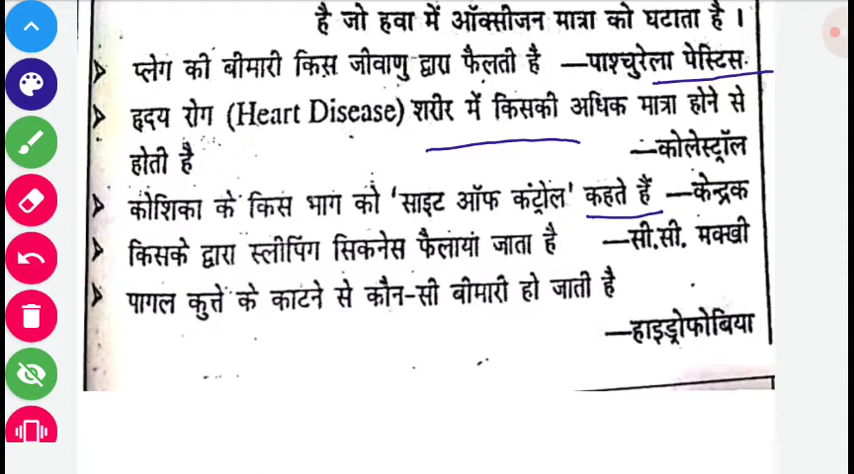 है जो हवा में ऑक्सीजन मात्रा को घटाता है ।
प्लेग की बीमारी किस जीवाणु द्वारा फैलती है —पाश्चुरेला पेस्टिस
हृदय रोग (Heart Disease) शरीर में किसकी अधिक मात्रा होने से
होती है —कोलेस्ट्रॉल
कोशिका के किस भाग को ‘साइट ऑफ कंट्रोल’ कहते हैं —केन्द्रक
किसके द्वारा स्लीपिंग सिकनेस फैलाया जाता है —सी.सी. मक्खी
पागल कुत्ते के काटने से कौन-सी बीमारी हो जाती है
—हाइड्रोफोबिया